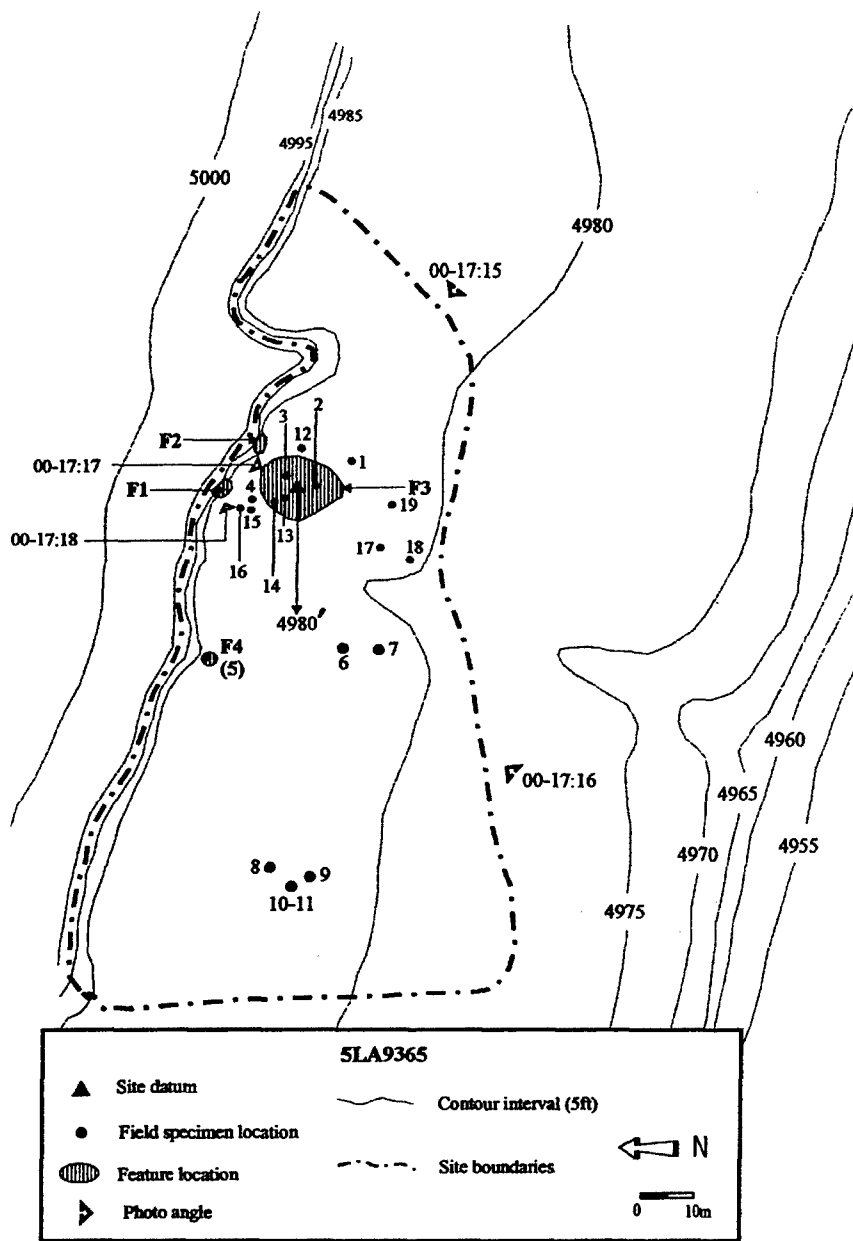 4985
4995
5000
4980
00-17:15
3
2
12
F2
1
00-17:17
F3
F1
4
19
15
13
00-17:18
17
18
16
14
4980'
F4
(5)
6
7
4960
00-17:16
4965
4955
4970
8
9
10-11
4975
5LA9365
Site datum
Contour interval (5ft)
Field specimen location
Feature location
Site boundaries
N
Photo angle
0
10m